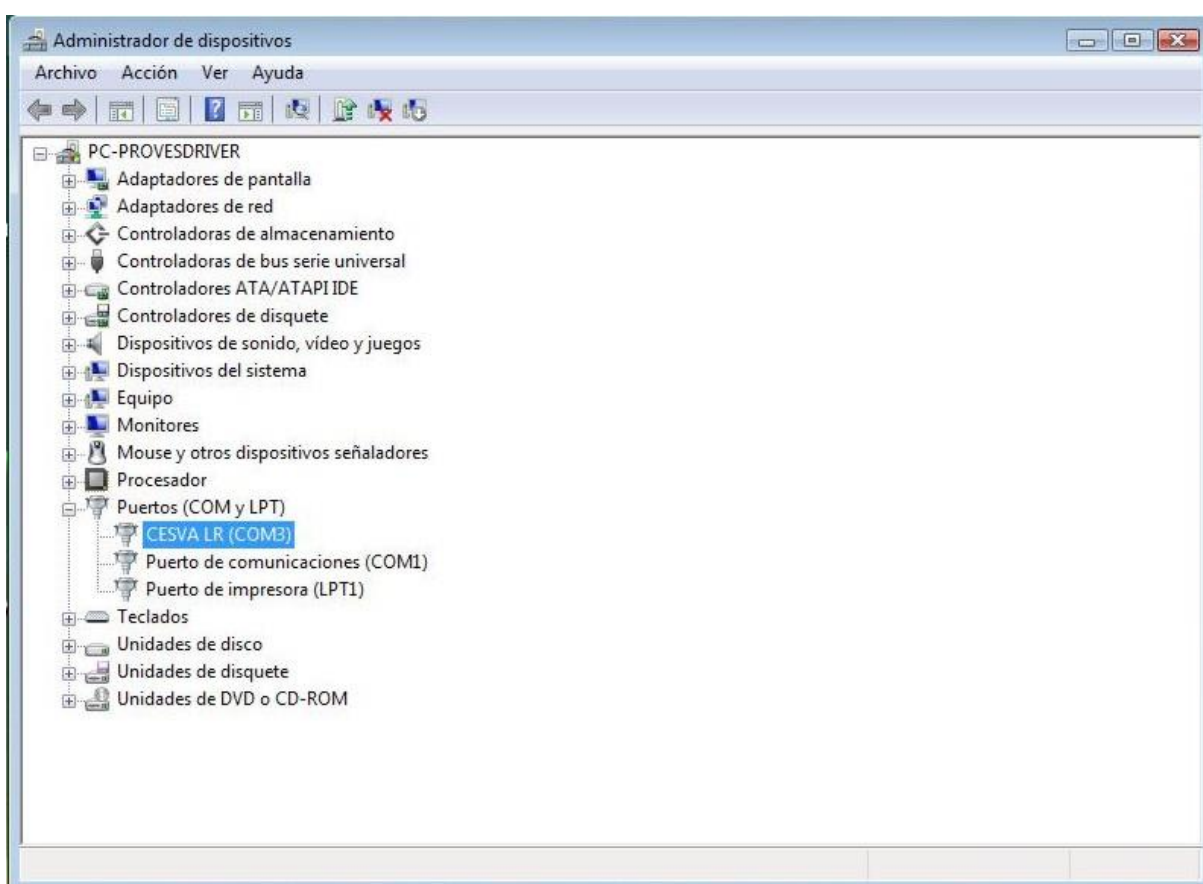 Administrador de dispositivos
Archivo Acción Ver Ayuda
PC-PROVESDRIVER
Adaptadores de pantalla
Adaptadores de red
Controladoras de almacenamiento
Controladoras de bus serie universal
Controladores ATA/ATAPI IDE
Controladores de disquete
Dispositivos de sonido, vídeo y juegos
Dispositivos del sistema
Equipo
Monitores
Mouse y otros dispositivos señaladores
Procesador
Puertos (COM y LPT)
CESVA LR (COM3)
Puerto de comunicaciones (COM1)
Puerto de impresora (LPT1)
Teclados
Unidades de disco
Unidades de disquete
Unidades de DVD o CD-ROM